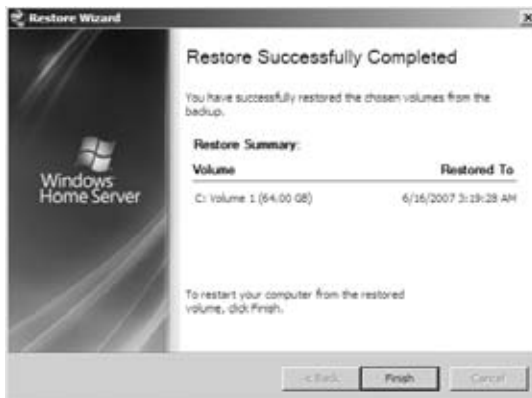 Restore Wizard
Restore Successfully Completed
You have successfully restored the chosen volumes from the
backup.
Restore Summary:
Volume Restored To
C: Volume 1 (64.00 GB) 6/16/2007 3:19:28 AM
Windows
Home Server
To restart your computer from the restored
volume, click Finish.
< Back Finish Cancel